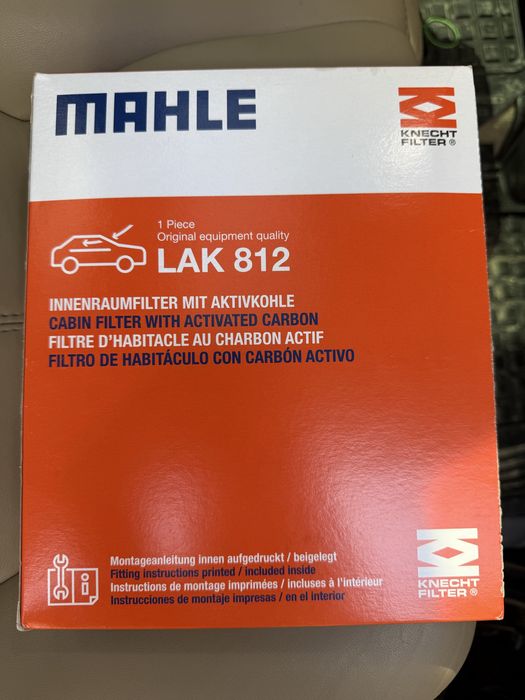 MAHLE
KNECHT
FILTER®
1 Piece
Original equipment quality
LAK 812
INNENRAUMFILTER MIT AKTIVKOHLE
CABIN FILTER WITH ACTIVATED CARBON
FILTRE D'HABITACLE AU CHARBON ACTIF
FILTRO DE HABITÁCULO CON CARBÓN ACTIVO
Montageanleitung innen aufgedruckt / beigelegt
Fitting instructions printed / included inside
Instructions de montage imprimées / incluses à l'intérieur
Instrucciones de montaje impresas / en el interior
i
KNECHT
FILTER®